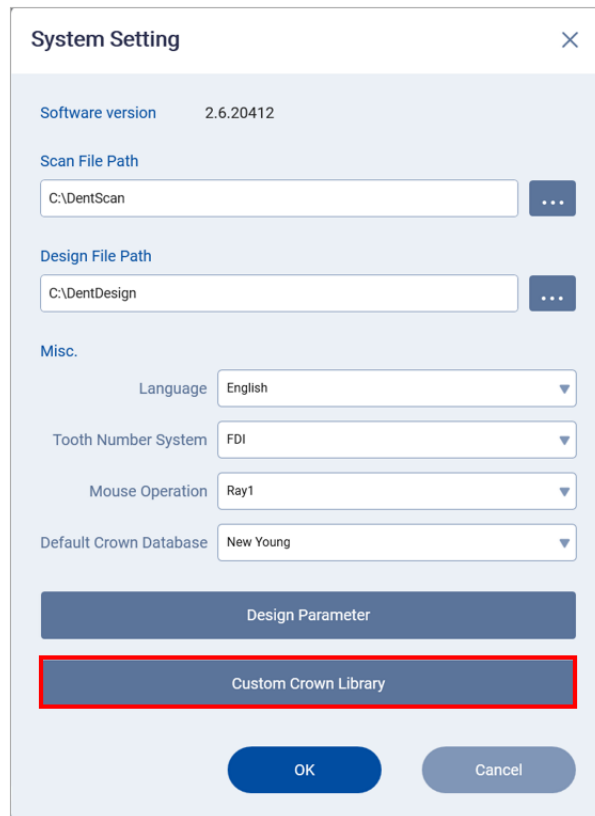 System Setting
Software version 2.6.20412
Scan File Path
C:\DentScan
...
Design File Path
C:\DentDesign
...
Misc.
Language English
Tooth Number System FDI
Mouse Operation Ray1
Default Crown Database New Young
Design Parameter
Custom Crown Library
OK Cancel